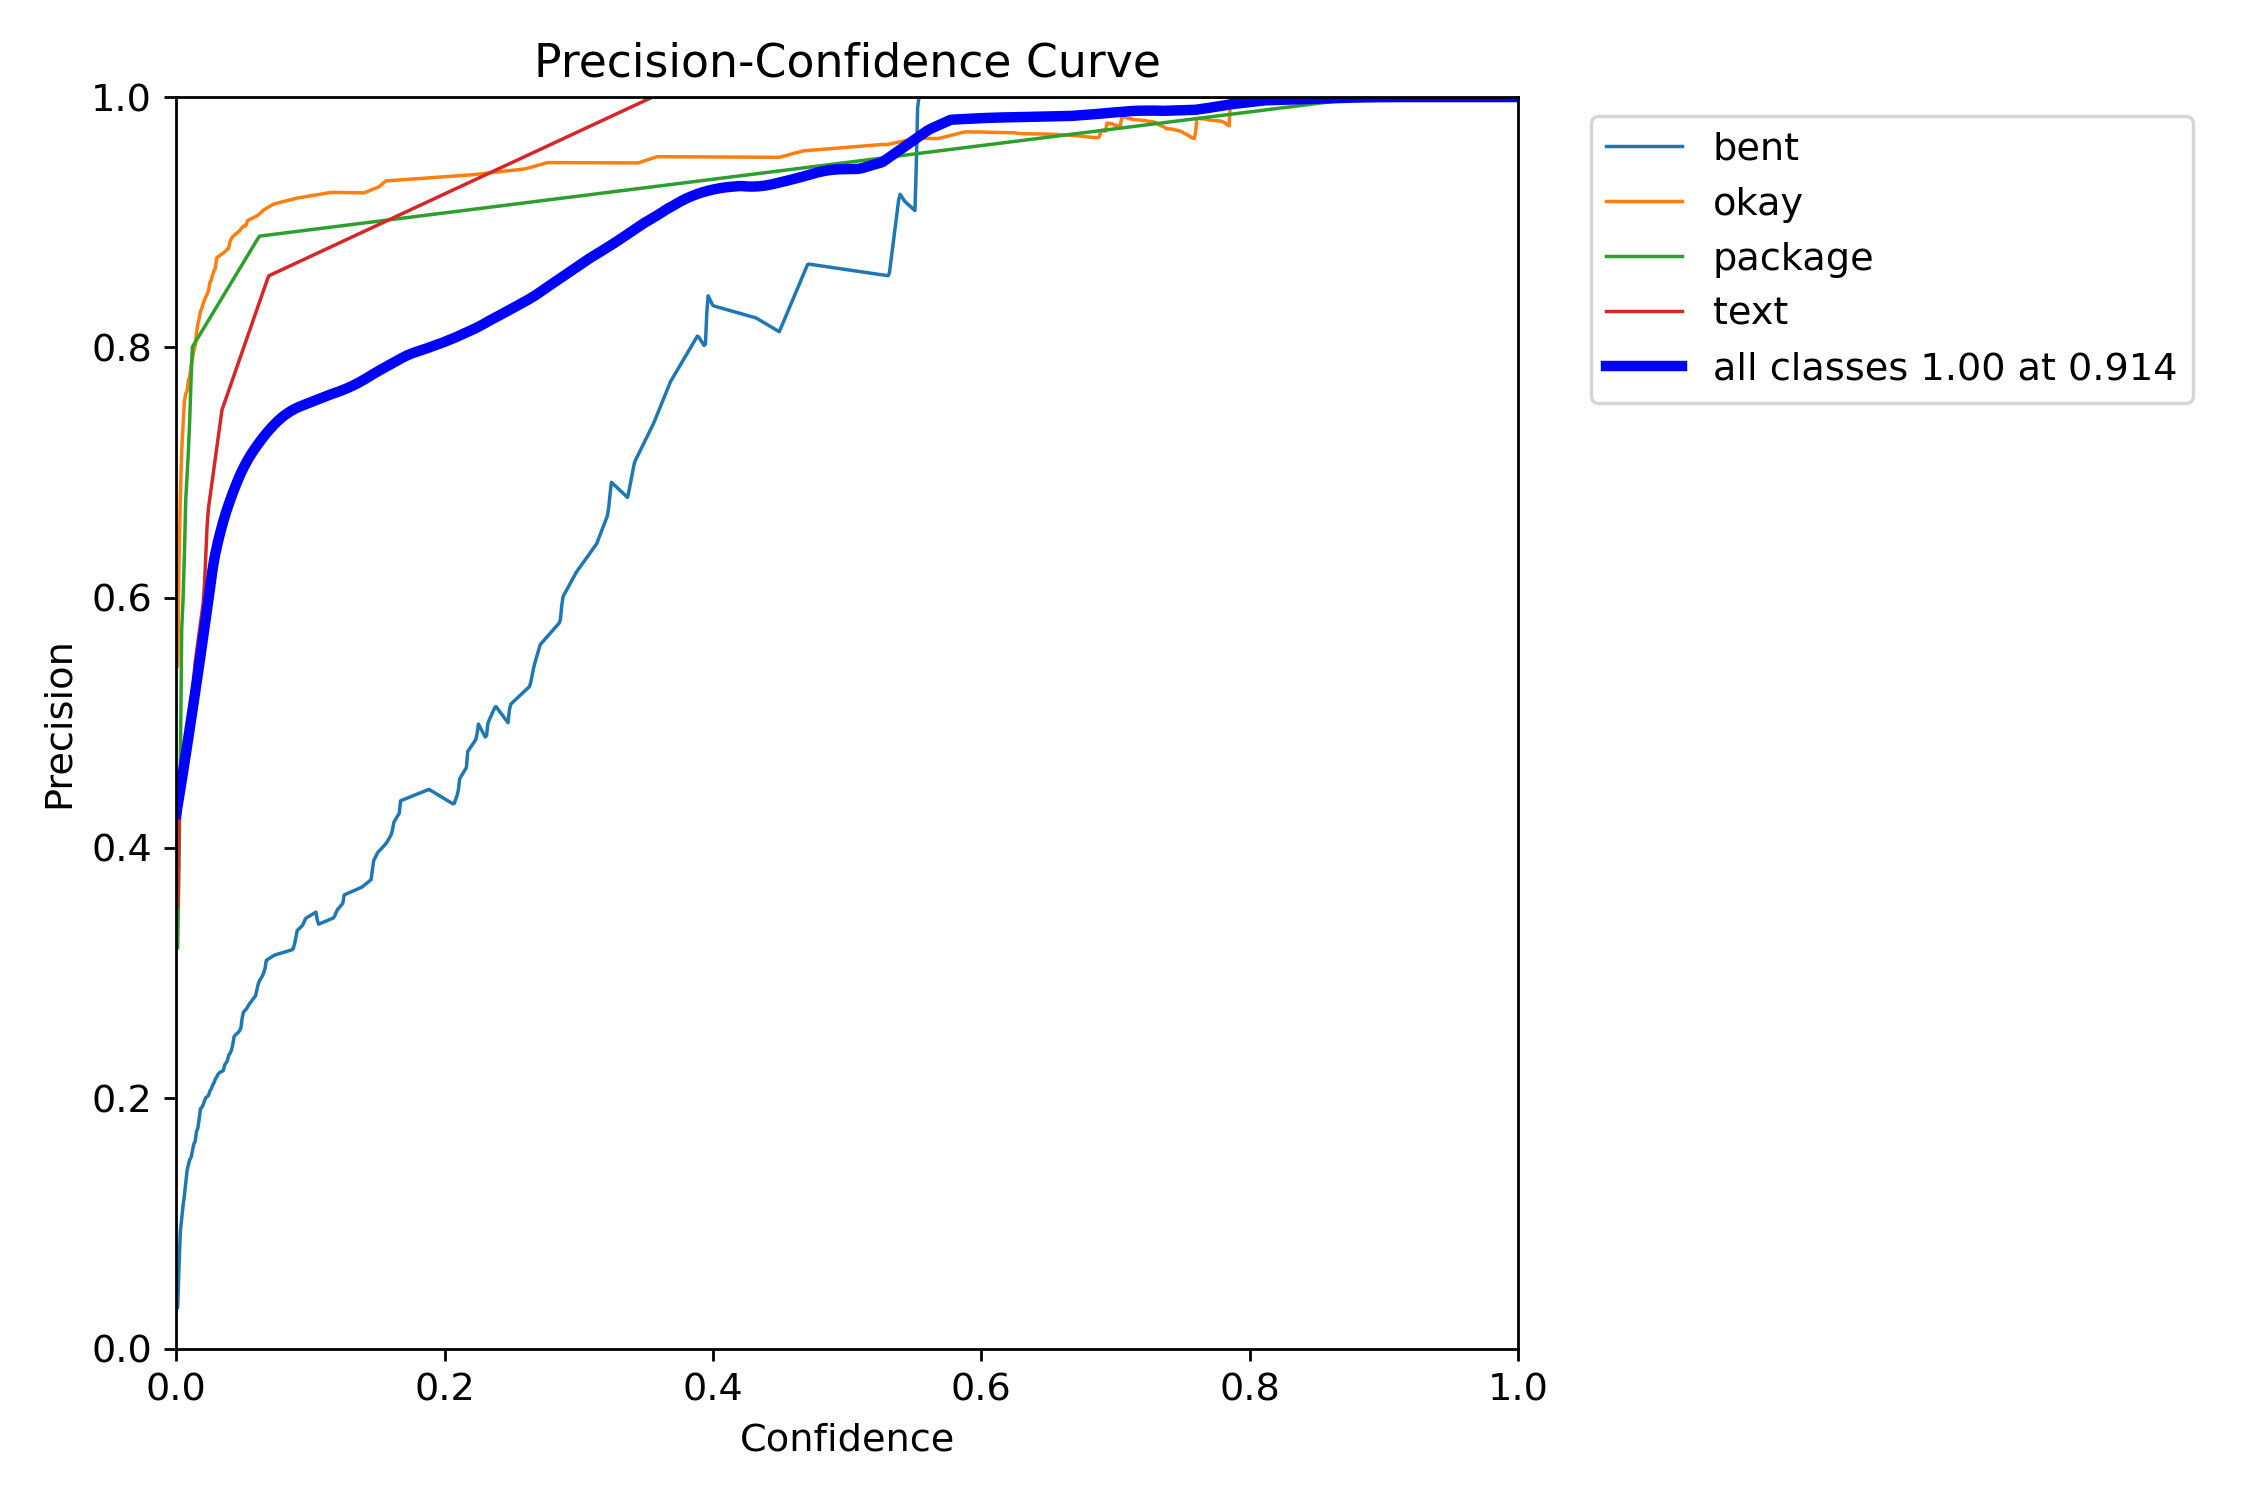 Precision-Confidence Curve
1.0
0.8
0.6
0.4
0.2
0.0
Precision
0.0 0.2 0.4 0.6 0.8 1.0
Confidence
bent
okay
package
text
all classes 1.00 at 0.914